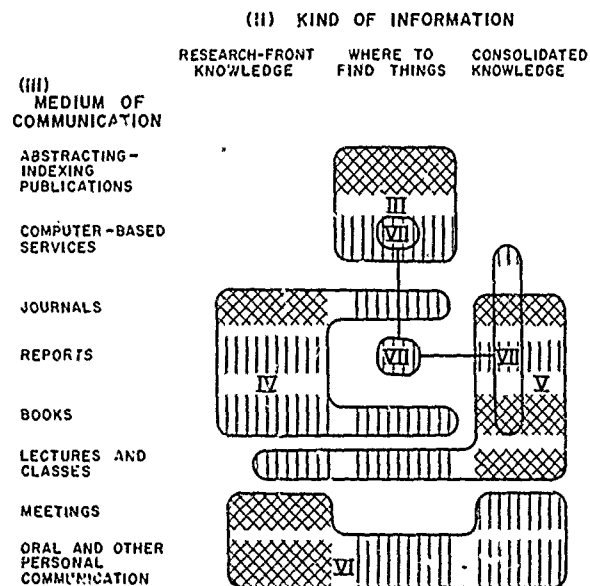 (II) KIND OF INFORMATION
RESEARCH-FRONT KNOWLEDGE
WHERE TO FIND THINGS
CONSOLIDATED KNOWLEDGE
(III)
MEDIUM OF
COMMUNICATION
ABSTRACTING-
INDEXING
PUBLICATIONS
III
COMPUTER-BASED
SERVICES
VII
JOURNALS
REPORTS
VII
VII
IV
V
BOOKS
LECTURES AND
CLASSES
MEETINGS
ORAL AND OTHER
PERSONAL
COMMUNICATION
VI